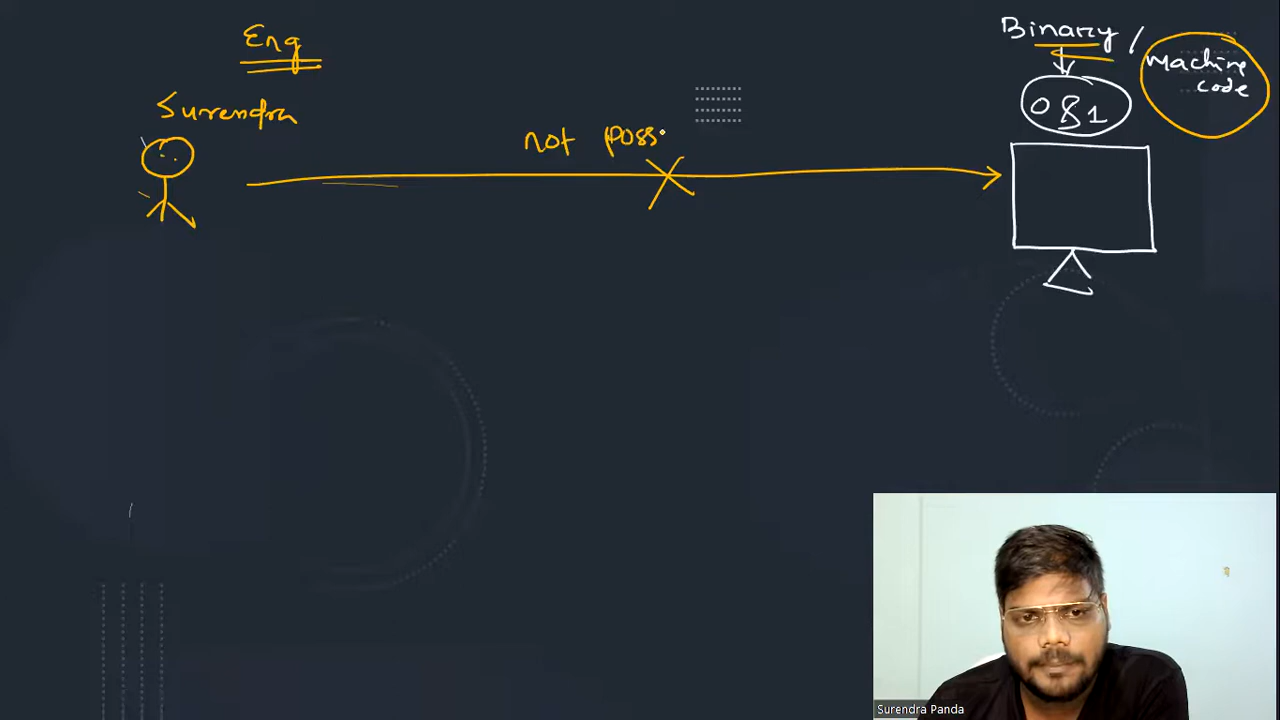 Eng
Surendra
not poss
Binary /
Machine
code
0 & 1
Surendra Panda